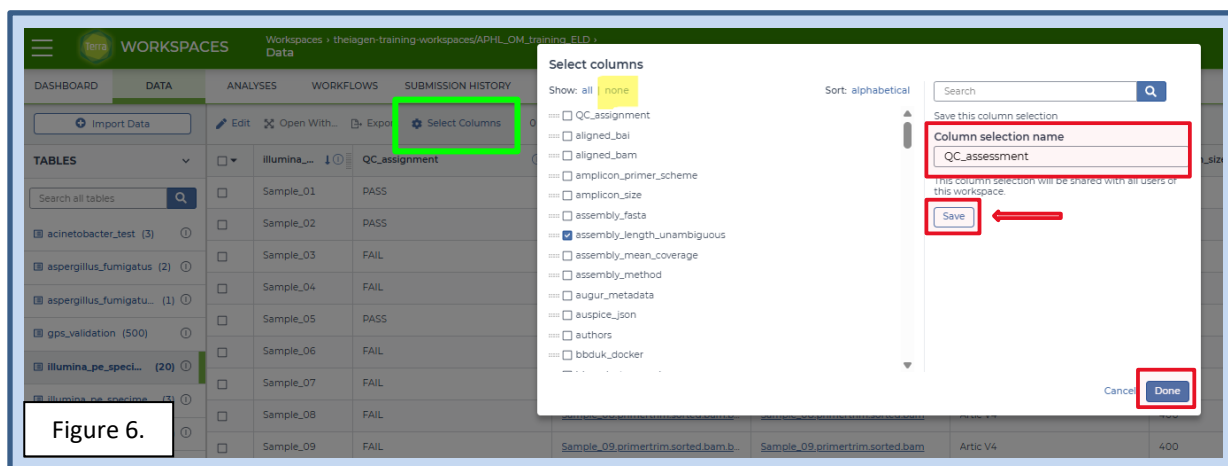 Terra WORKSPACES
Workspaces › theiagen-training-workspaces/APHL_OM_training_ELD ›
Data
DASHBOARD DATA ANALYSES WORKFLOWS SUBMISSION HISTORY
Import Data
Edit Open With... Export Select Columns
TABLES
Search all tables
acinetobacter_test (3)
aspergillus_fumigatus (2)
aspergillus_fumigatu... (1)
gps_validation (500)
illumina_pe_speci... (20)
illumina_pe_specime... (3)
illumina_... QC_assignment
Sample_01 PASS
Sample_02 PASS
Sample_03 FAIL
Sample_04 FAIL
Sample_05 PASS
Sample_06 FAIL
Sample_07 FAIL
Sample_08 FAIL
Sample_09 FAIL Sample_09.primertrim.sorted.bam.b... Sample_09.primertrim.sorted.bam Artic V4 400
Select columns
Show: all | none Sort: alphabetical
QC_assignment
aligned_bai
aligned_bam
amplicon_primer_scheme
amplicon_size
assembly_fasta
assembly_length_unambiguous
assembly_mean_coverage
assembly_method
augur_metadata
auspice_json
authors
bbduk_docker
Search
Save this column selection
Column selection name
QC_assessment
This column selection will be shared with all users of
this workspace.
Save
Cancel Done
Figure 6.